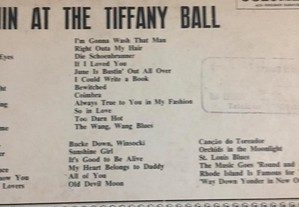 IN AT THE TIFFANY BALL
I'm Gonna Wash That Man
Right Outa My Hair
Eyes
Die Schoenbrunner
If I Loved You
June Is Bustin' Out All Over
I Could Write a Book
Bewitched
Coimbra
Always True to You in My Fashion
So in Love
Too Darn Hot
The Wang, Wang Blues
Bucke Down, Winsocki
Sunshine Girl
It's Good to Be Alive
My Heart Belongs to Daddy
All of You
Lovers
Old Devil Moon
Canção do Toreador
Orchids in the Moonlight
St. Louis Blues
The Music Goes 'Round and
Rhode Island Is Famous for
'Way Down Yonder in New O